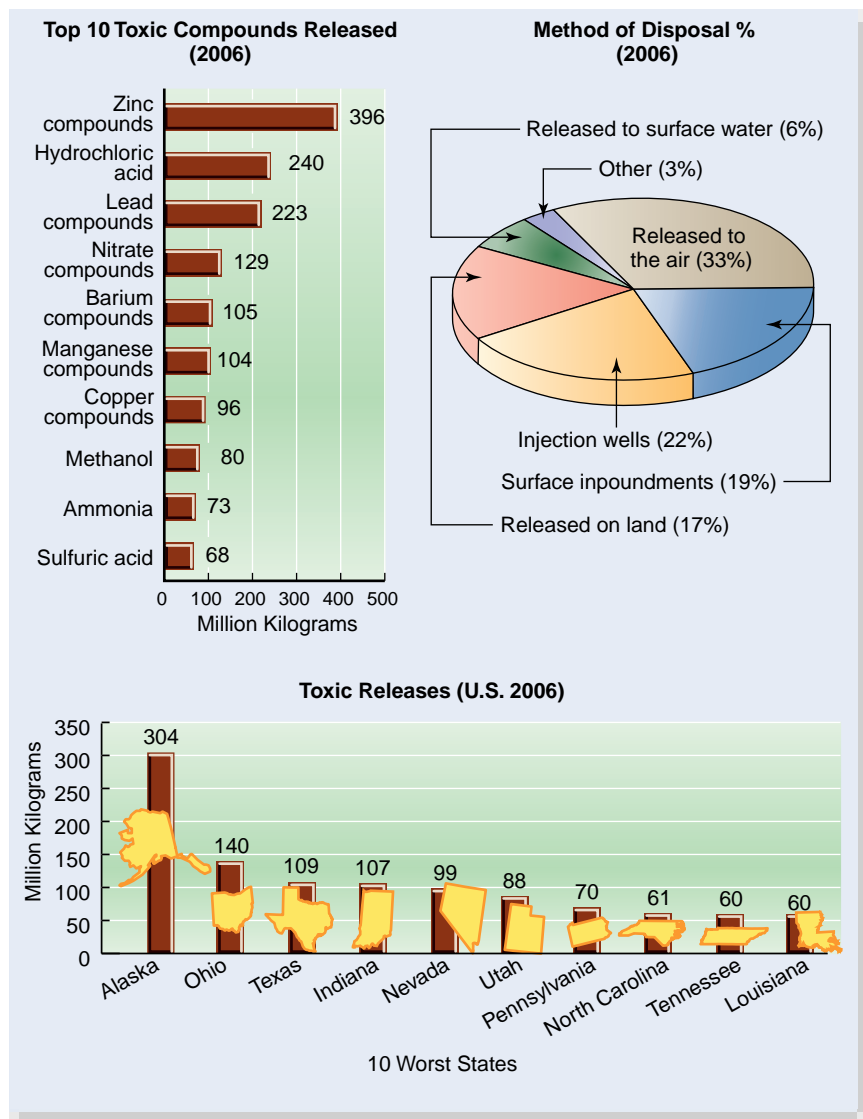 Top 10 Toxic Compounds Released
(2006)
Zinc
compounds
396
Hydrochloric
acid
240
Lead
compounds
223
Nitrate
compounds
129
Barium
compounds
105
Manganese
compounds
104
Copper
compounds
96
Methanol
80
Ammonia
73
Sulfuric acid
68
0 100 200 300 400 500
Million Kilograms
Method of Disposal %
(2006)
Released to surface water (6%)
Other (3%)
Released to
the air (33%)
Injection wells (22%)
Surface inpoundments (19%)
Released on land (17%)
Toxic Releases (U.S. 2006)
Million Kilograms
350
300
250
200
150
100
50
0
304
140
109
107
99
88
70
61
60
60
Alaska
Ohio
Texas
Indiana
Nevada
Utah
Pennsylvania
North Carolina
Tennessee
Louisiana
10 Worst States